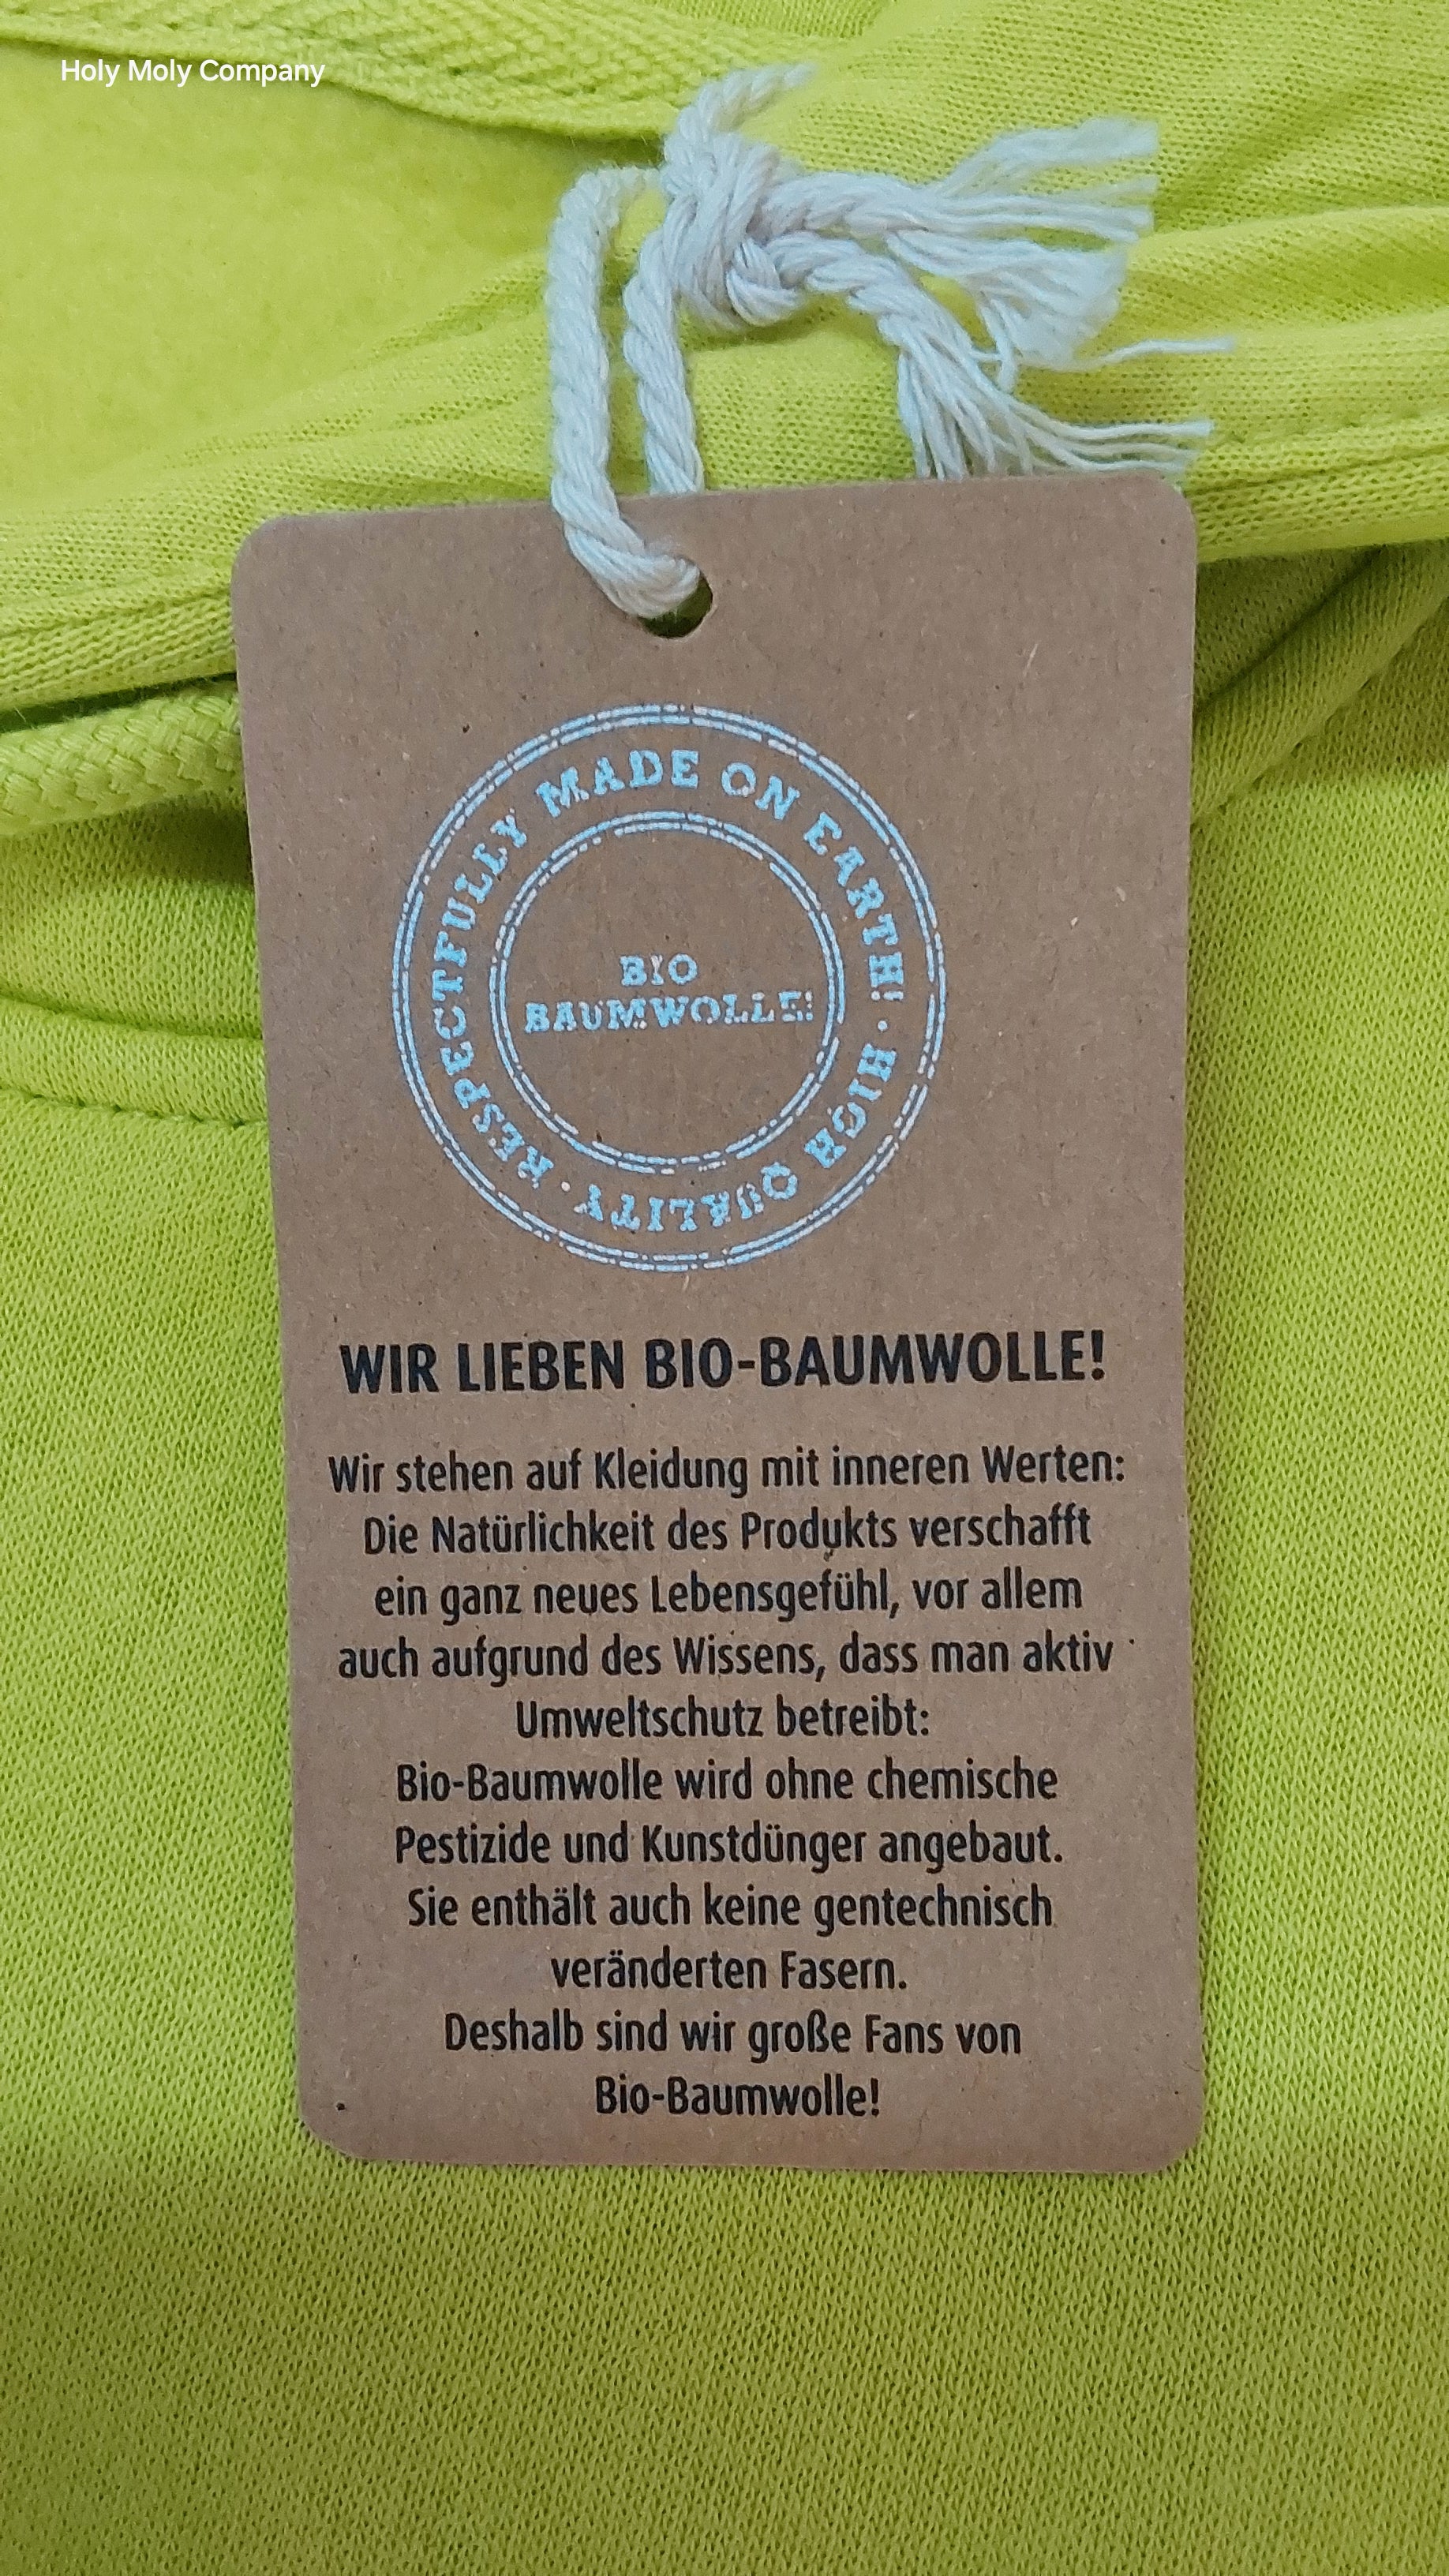 Holy Moly Company
RESPECTFULLY MADE ON EARTH! · HIGH QUALITY ·
BIO
BAUMWOLLE!
WIR LIEBEN BIO-BAUMWOLLE!
Wir stehen auf Kleidung mit inneren Werten:
Die Natürlichkeit des Produkts verschafft
ein ganz neues Lebensgefühl, vor allem
auch aufgrund des Wissens, dass man aktiv
Umweltschutz betreibt:
Bio-Baumwolle wird ohne chemische
Pestizide und Kunstdünger angebaut.
Sie enthält auch keine gentechnisch
veränderten Fasern.
Deshalb sind wir große Fans von
Bio-Baumwolle!